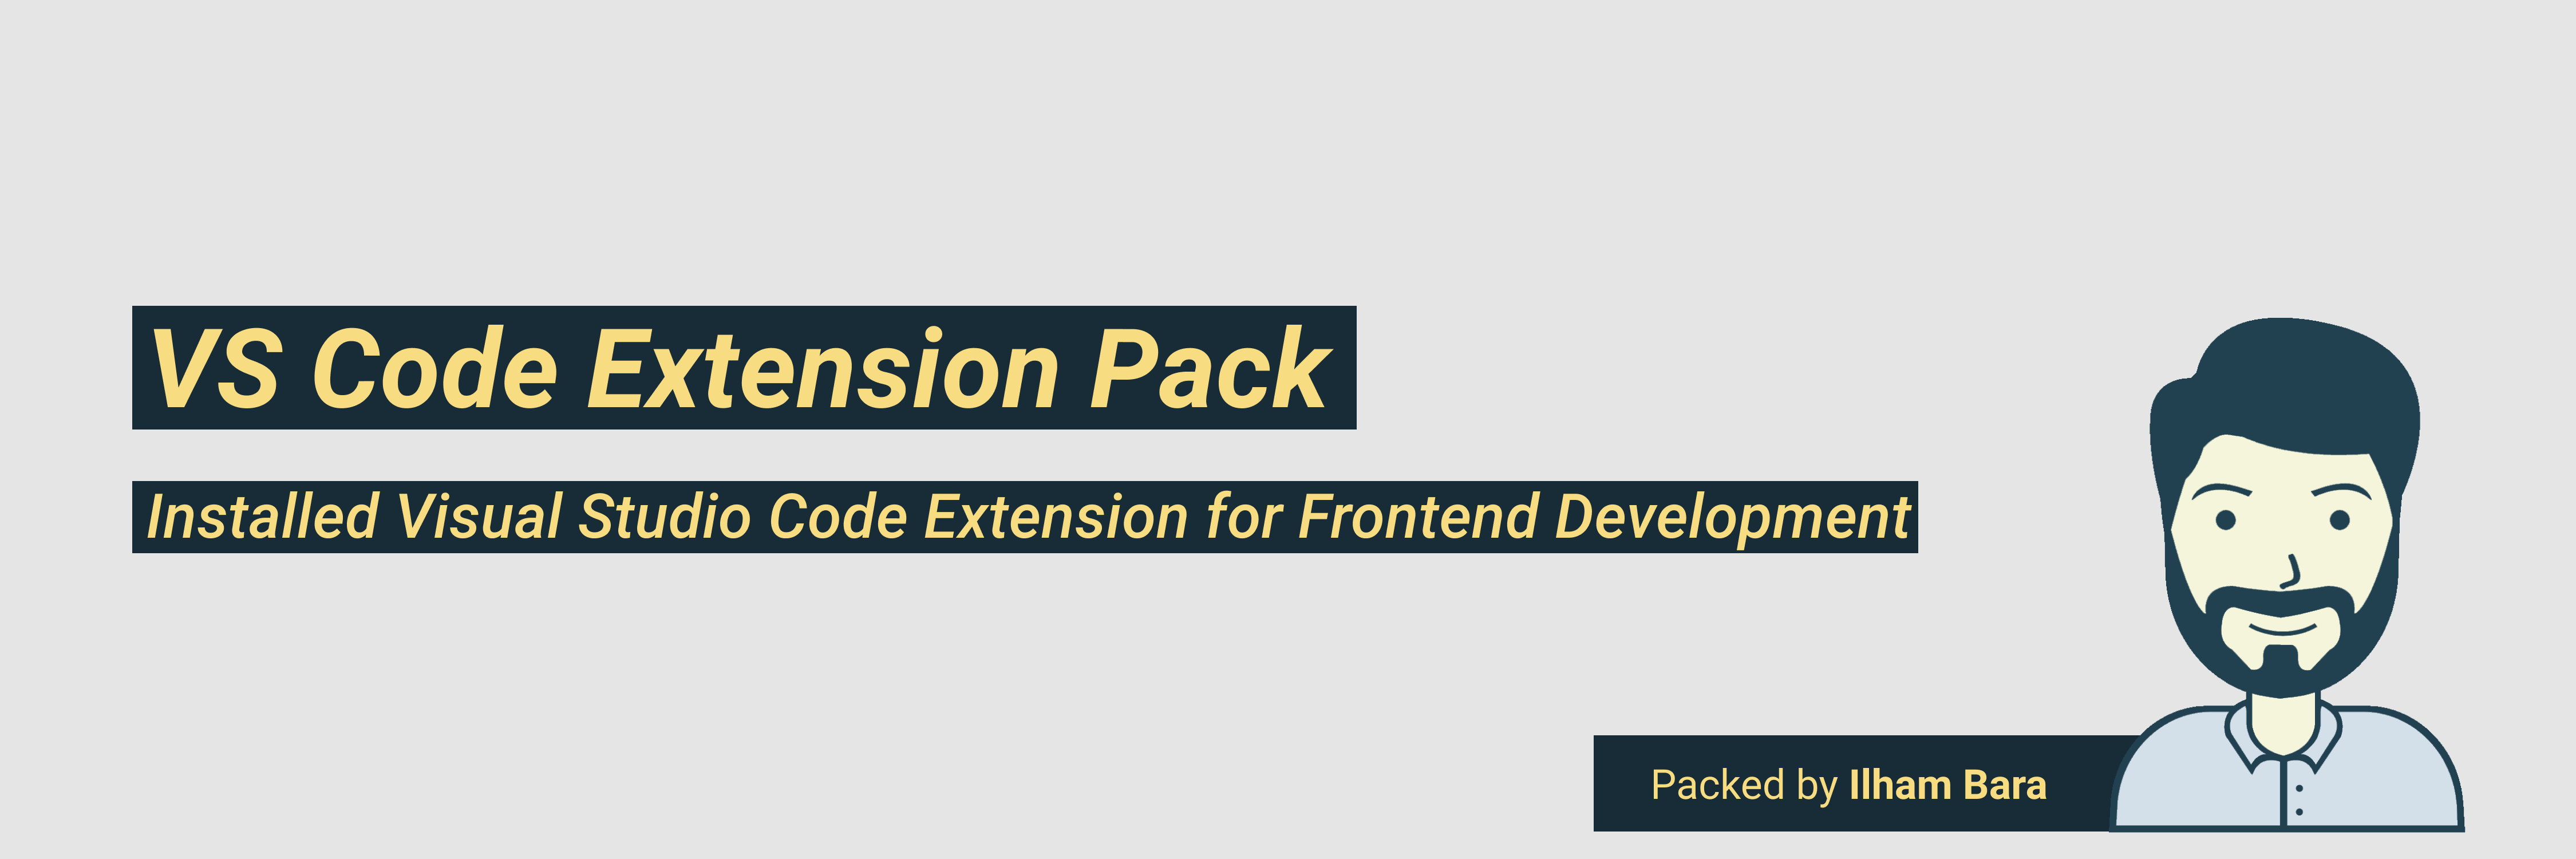 VS Code Extension Pack
Installed Visual Studio Code Extension for Frontend Development
Packed by Ilham Bara